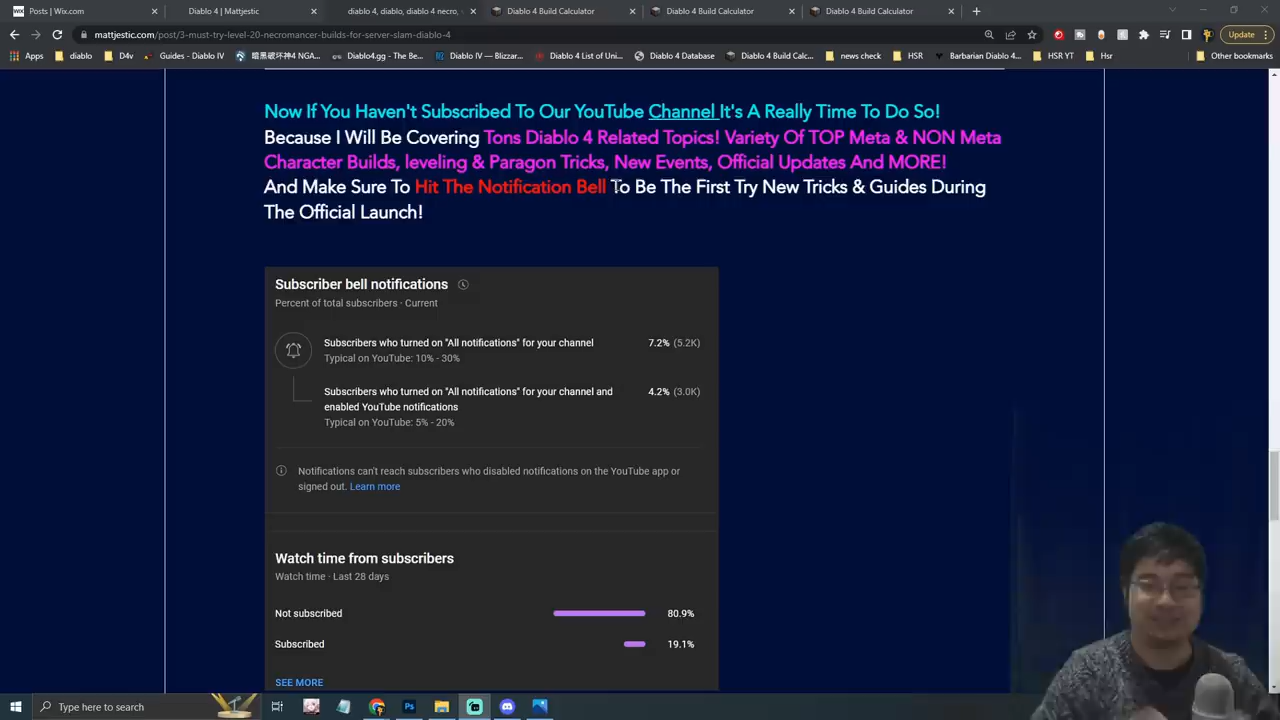 Posts | Wix.com
Diablo 4 | Mattjestic
diablo 4, diablo, diablo 4 necro,
Diablo 4 Build Calculator
Diablo 4 Build Calculator
Diablo 4 Build Calculator
mattjestic.com/post/3-must-try-level-20-necromancer-builds-for-server-slam-diablo-4
Update
Apps
diablo
D4v
Guides - Diablo IV
暗黑破坏神4 NGA...
Diablo4.gg - The Be...
Diablo IV — Blizzar...
Diablo 4 List of Uni...
Diablo 4 Database
Diablo 4 Build Calc...
news check
HSR
HSR YT
Barbarian Diablo 4...
Hsr
Other bookmarks
Now If You Haven't Subscribed To Our YouTube Channel It's A Really Time To Do So!
Because I Will Be Covering Tons Diablo 4 Related Topics! Variety Of TOP Meta & NON Meta
Character Builds, leveling & Paragon Tricks, New Events, Official Updates And MORE!
And Make Sure To Hit The Notification Bell To Be The First Try New Tricks & Guides During
The Official Launch!
Subscriber bell notifications
Percent of total subscribers · Current
Subscribers who turned on "All notifications" for your channel 7.2% (5.2K)
Typical on YouTube: 10% - 30%
Subscribers who turned on "All notifications" for your channel and 4.2% (3.0K)
enabled YouTube notifications
Typical on YouTube: 5% - 20%
Notifications can't reach subscribers who disabled notifications on the YouTube app or
signed out. Learn more
Watch time from subscribers
Watch time · Last 28 days
Not subscribed 80.9%
Subscribed 19.1%
SEE MORE
Type here to search